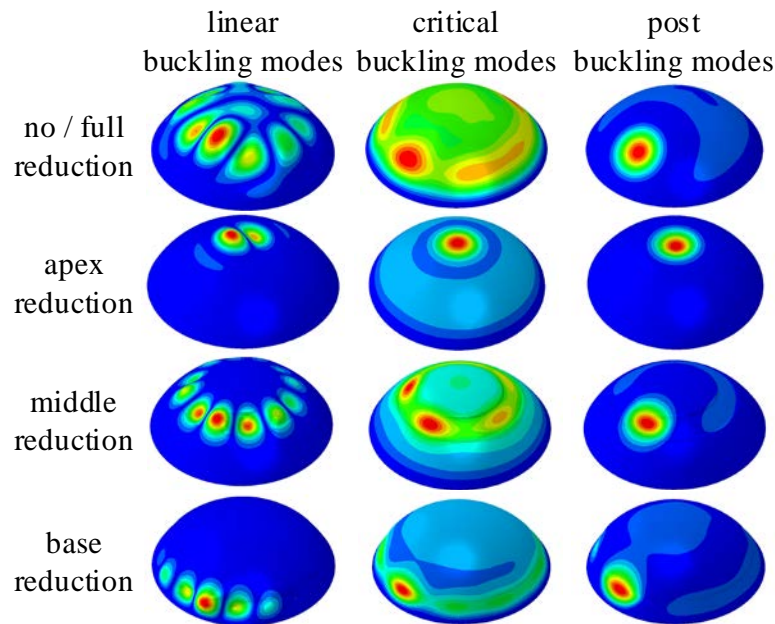 linear critical post
buckling modes buckling modes buckling modes
no / full
reduction
apex
reduction
middle
reduction
base
reduction